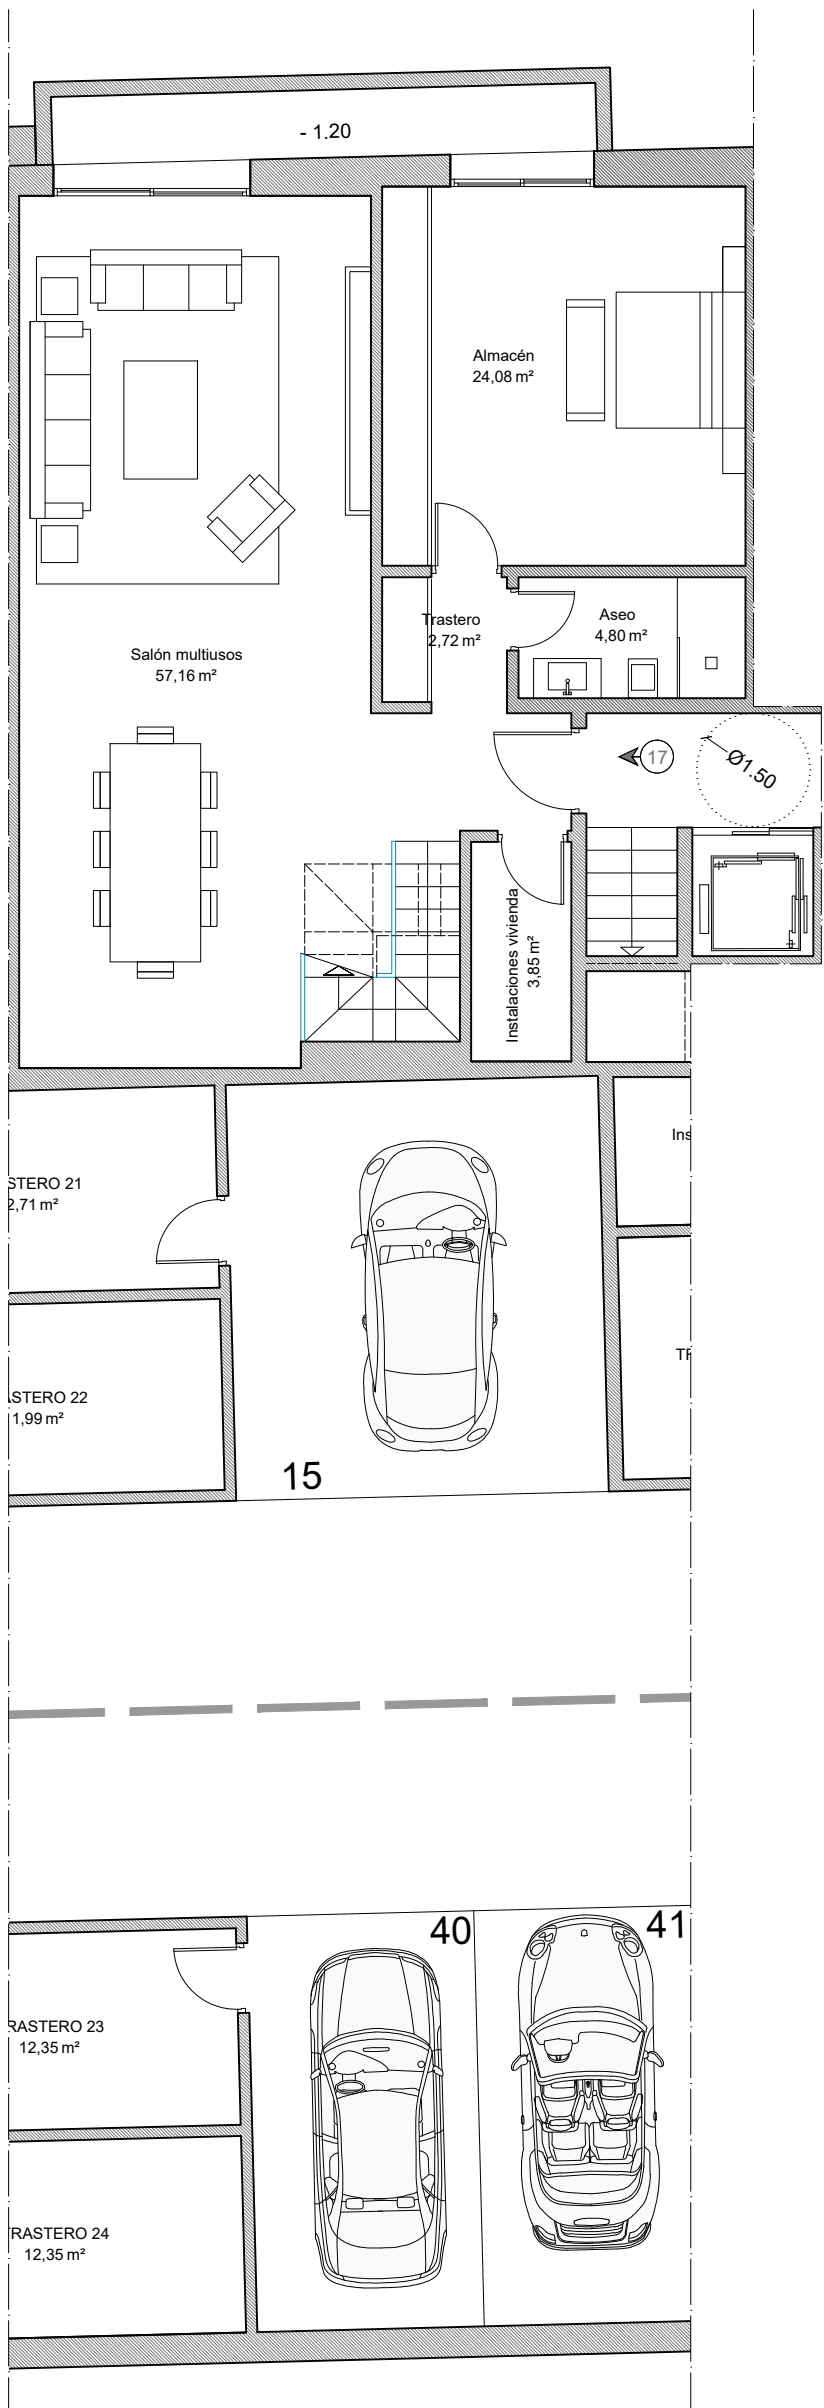 - 1.20
Almacén
24,08 m²
Trastero
2,72 m²
Aseo
4,80 m²
Salón multiusos
57,16 m²
17
Ø1.50
Instalaciones vivienda
3,85 m²
Ins
STERO 21
2,71 m²
TR
ASTERO 22
1,99 m²
15
40
41
RASTERO 23
12,35 m²
TRASTERO 24
12,35 m²